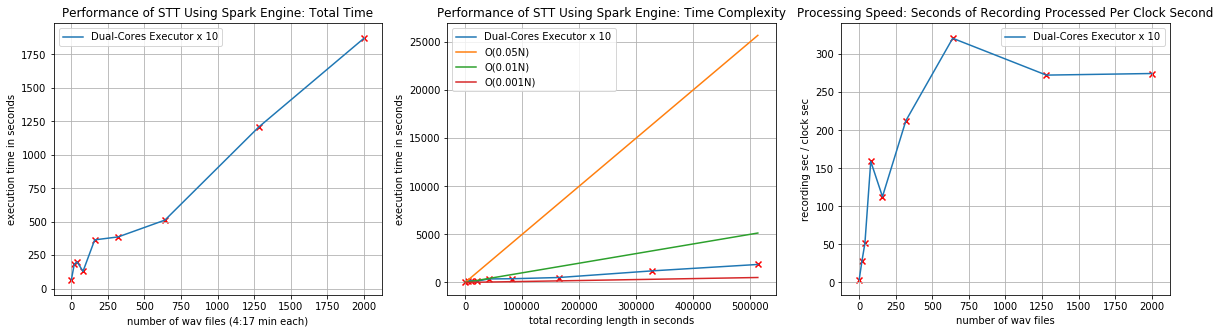 Performance of STT Using Spark Engine: Total Time
Dual-Cores Executor x 10
execution time in seconds
1750
1500
1250
1000
750
500
250
0
0 250 500 750 1000 1250 1500 1750 2000
number of wav files (4:17 min each)
Performance of STT Using Spark Engine: Time Complexity
Dual-Cores Executor x 10
O(0.05N)
O(0.01N)
O(0.001N)
execution time in seconds
25000
20000
15000
10000
5000
0
0 100000 200000 300000 400000 500000
total recording length in seconds
Processing Speed: Seconds of Recording Processed Per Clock Second
Dual-Cores Executor x 10
recording sec / clock sec
300
250
200
150
100
50
0
0 250 500 750 1000 1250 1500 1750 2000
number of wav files